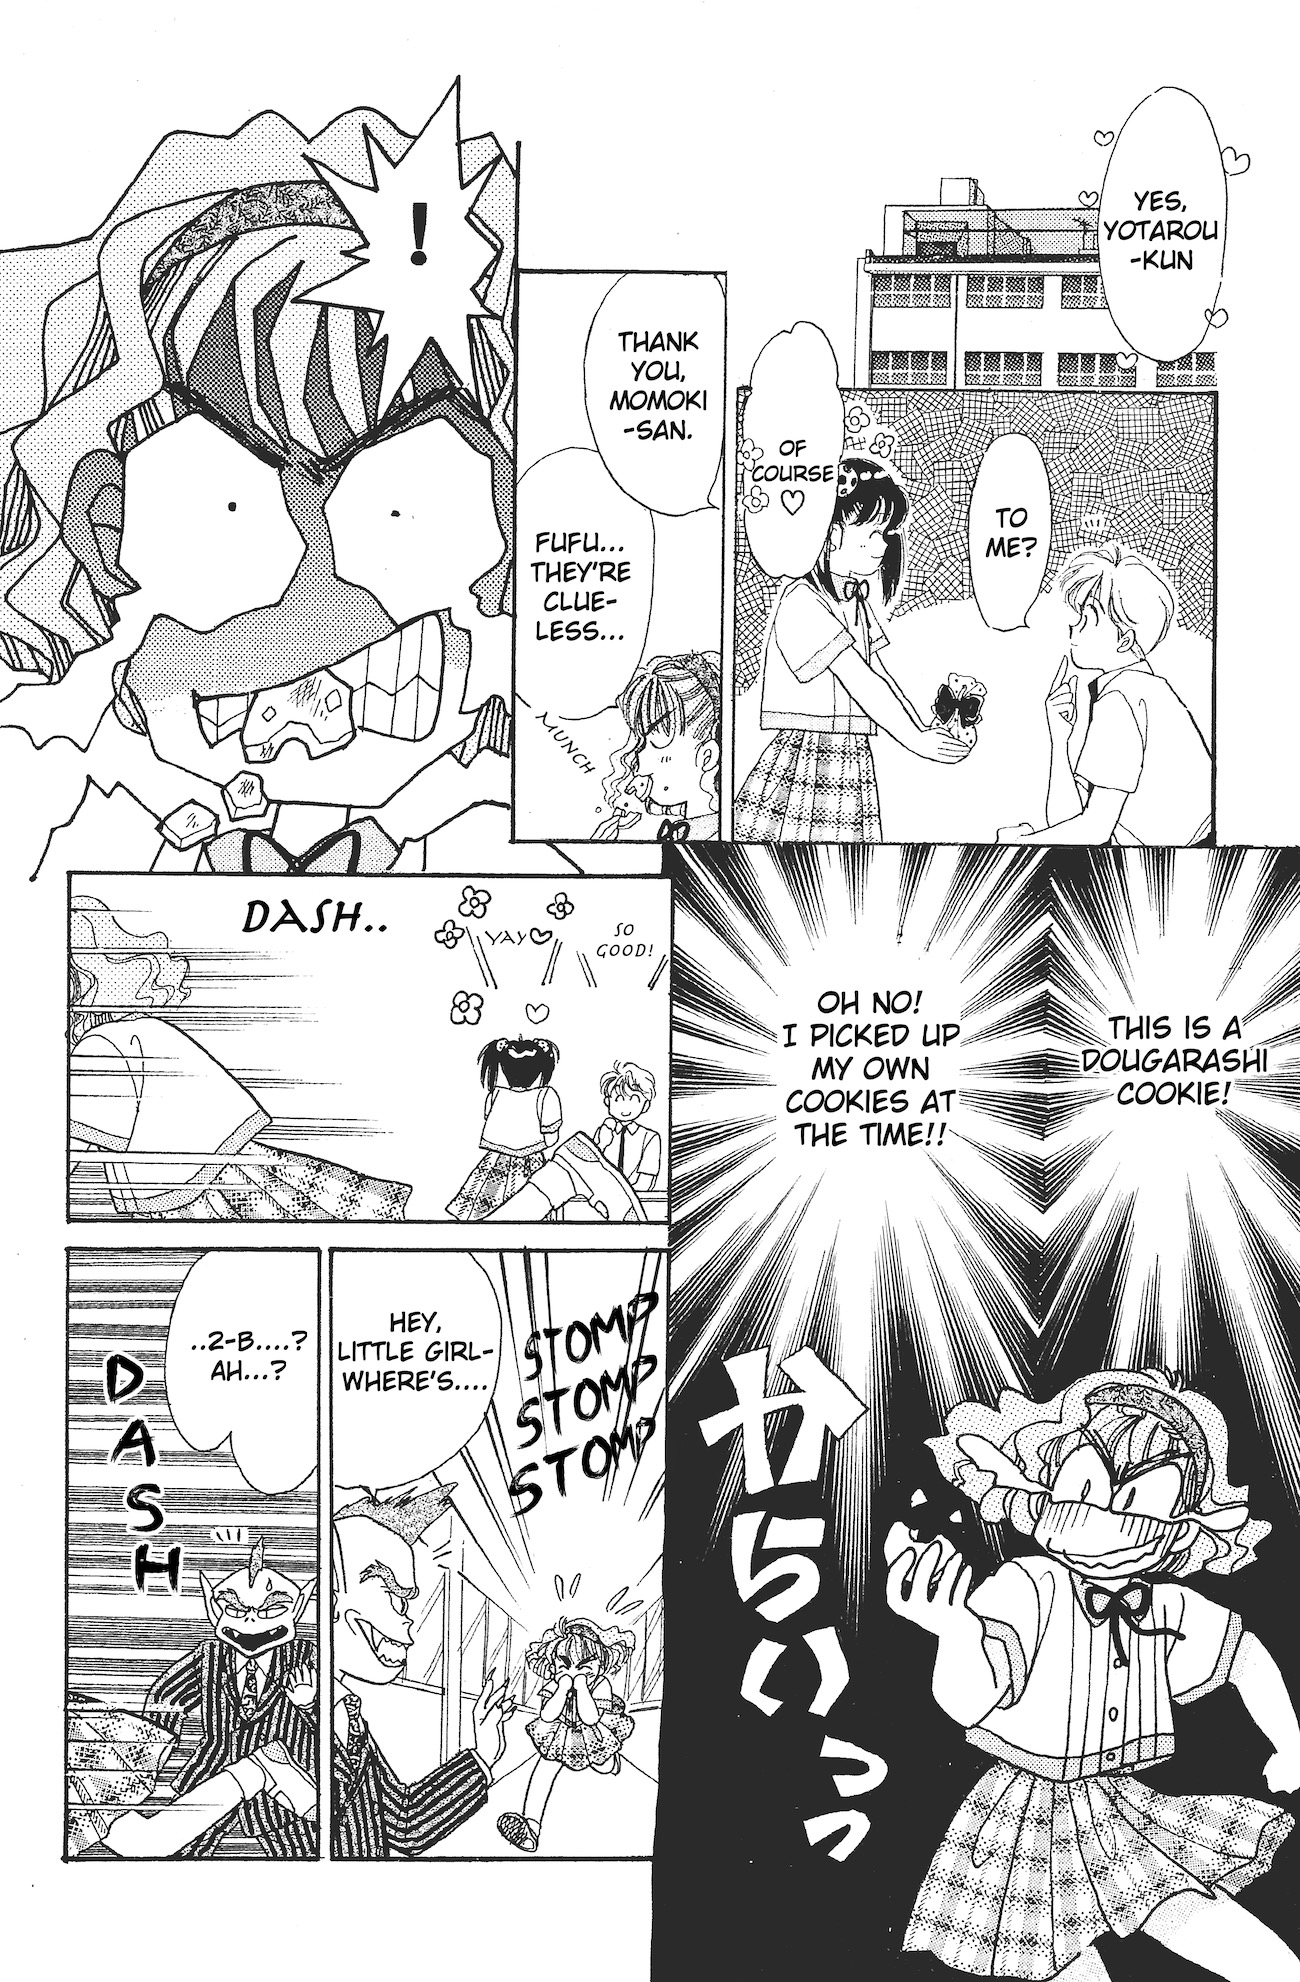 YES,
YOTAROU
-KUN
TO
ME?
OF
COURSE
♡
THANK
YOU,
MOMOKI
-SAN.
FUFU...
THEY'RE
CLUE-
LESS...
MUNCH
!
THIS IS A
DOUGARASHI
COOKIE!
OH NO!
I PICKED UP
MY OWN
COOKIES AT
THE TIME!!
からいっっ
DASH..
YAY♡
SO
GOOD!
STOMP
STOMP
STOMP
HEY,
LITTLE GIRL-
WHERE'S....
..2-B....?
AH...?
DASH